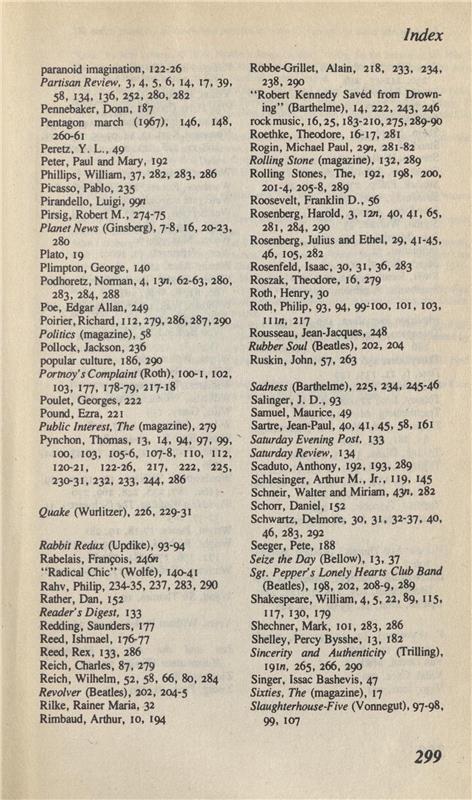 Index
paranoid imagination, 122-26
Partisan Review, 3, 4, 5, 6, 14, 17, 39,
58, 134, 136, 252, 280, 282
Pennebaker, Donn, 187
Pentagon march (1967), 146, 148,
260-61
Peretz, Y. L., 49
Peter, Paul and Mary, 192
Phillips, William, 37, 282, 283, 286
Picasso, Pablo, 235
Pirandello, Luigi, 99n
Pirsig, Robert M., 274-75
Planet News (Ginsberg), 7-8, 16, 20-23,
280
Plato, 19
Plimpton, George, 140
Podhoretz, Norman, 4, 13n, 62-63, 280,
283, 284, 288
Poe, Edgar Allan, 249
Poirier, Richard, 112, 279, 286, 287, 290
Politics (magazine), 58
Pollock, Jackson, 236
popular culture, 186, 290
Portnoy's Complaint (Roth), 100-1, 102,
103, 177, 178-79, 217-18
Poulet, Georges, 222
Pound, Ezra, 221
Public Interest, The (magazine), 279
Pynchon, Thomas, 13, 14, 94, 97, 99,
100, 103, 105-6, 107-8, 110, 112,
120-21, 122-26, 217, 222, 225,
230-31, 232, 233, 244, 286
Quake (Wurlitzer), 226, 229-31
Rabbit Redux (Updike), 93-94
Rabelais, François, 246n
"Radical Chic" (Wolfe), 140-41
Rahv, Philip, 234-35, 237, 283, 290
Rather, Dan, 152
Reader's Digest, 133
Redding, Saunders, 177
Reed, Ishmael, 176-77
Reed, Rex, 133, 286
Reich, Charles, 87, 279
Reich, Wilhelm, 52, 58, 66, 80, 284
Revolver (Beatles), 202, 204-5
Rilke, Rainer Maria, 32
Rimbaud, Arthur, 10, 194
Robbe-Grillet, Alain, 218, 233, 234,
238, 290
"Robert Kennedy Saved from Drown-
ing" (Barthelme), 14, 222, 243, 246
rock music, 16, 25, 183-210, 275, 289-90
Roethke, Theodore, 16-17, 281
Rogin, Michael Paul, 29n, 281-82
Rolling Stone (magazine), 132, 289
Rolling Stones, The, 192, 198, 200,
201-4, 205-8, 289
Roosevelt, Franklin D., 56
Rosenberg, Harold, 3, 12n, 40, 41, 65,
281, 284, 290
Rosenberg, Julius and Ethel, 29, 41-45,
46, 105, 282
Rosenfeld, Isaac, 30, 31, 36, 283
Roszak, Theodore, 16, 279
Roth, Henry, 30
Roth, Philip, 93, 94, 99-100, 101, 103,
111n, 217
Rousseau, Jean-Jacques, 248
Rubber Soul (Beatles), 202, 204
Ruskin, John, 57, 263
Sadness (Barthelme), 225, 234, 245-46
Salinger, J. D., 93
Samuel, Maurice, 49
Sartre, Jean-Paul, 40, 41, 45, 58, 161
Saturday Evening Post, 133
Saturday Review, 134
Scaduto, Anthony, 192, 193, 289
Schlesinger, Arthur M., Jr., 119, 145
Schneir, Walter and Miriam, 43n, 282
Schorr, Daniel, 152
Schwartz, Delmore, 30, 31, 32-37, 40,
46, 283, 292
Seeger, Pete, 188
Seize the Day (Bellow), 13, 37
Sgt. Pepper's Lonely Hearts Club Band
(Beatles), 198, 202, 208-9, 289
Shakespeare, William, 4, 5, 22, 89, 115,
117, 130, 179
Shechner, Mark, 101, 283, 286
Shelley, Percy Bysshe, 13, 182
Sincerity and Authenticity (Trilling),
191n, 265, 266, 290
Singer, Issac Bashevis, 47
Sixties, The (magazine), 17
Slaughterhouse-Five (Vonnegut), 97-98,
99, 107
299